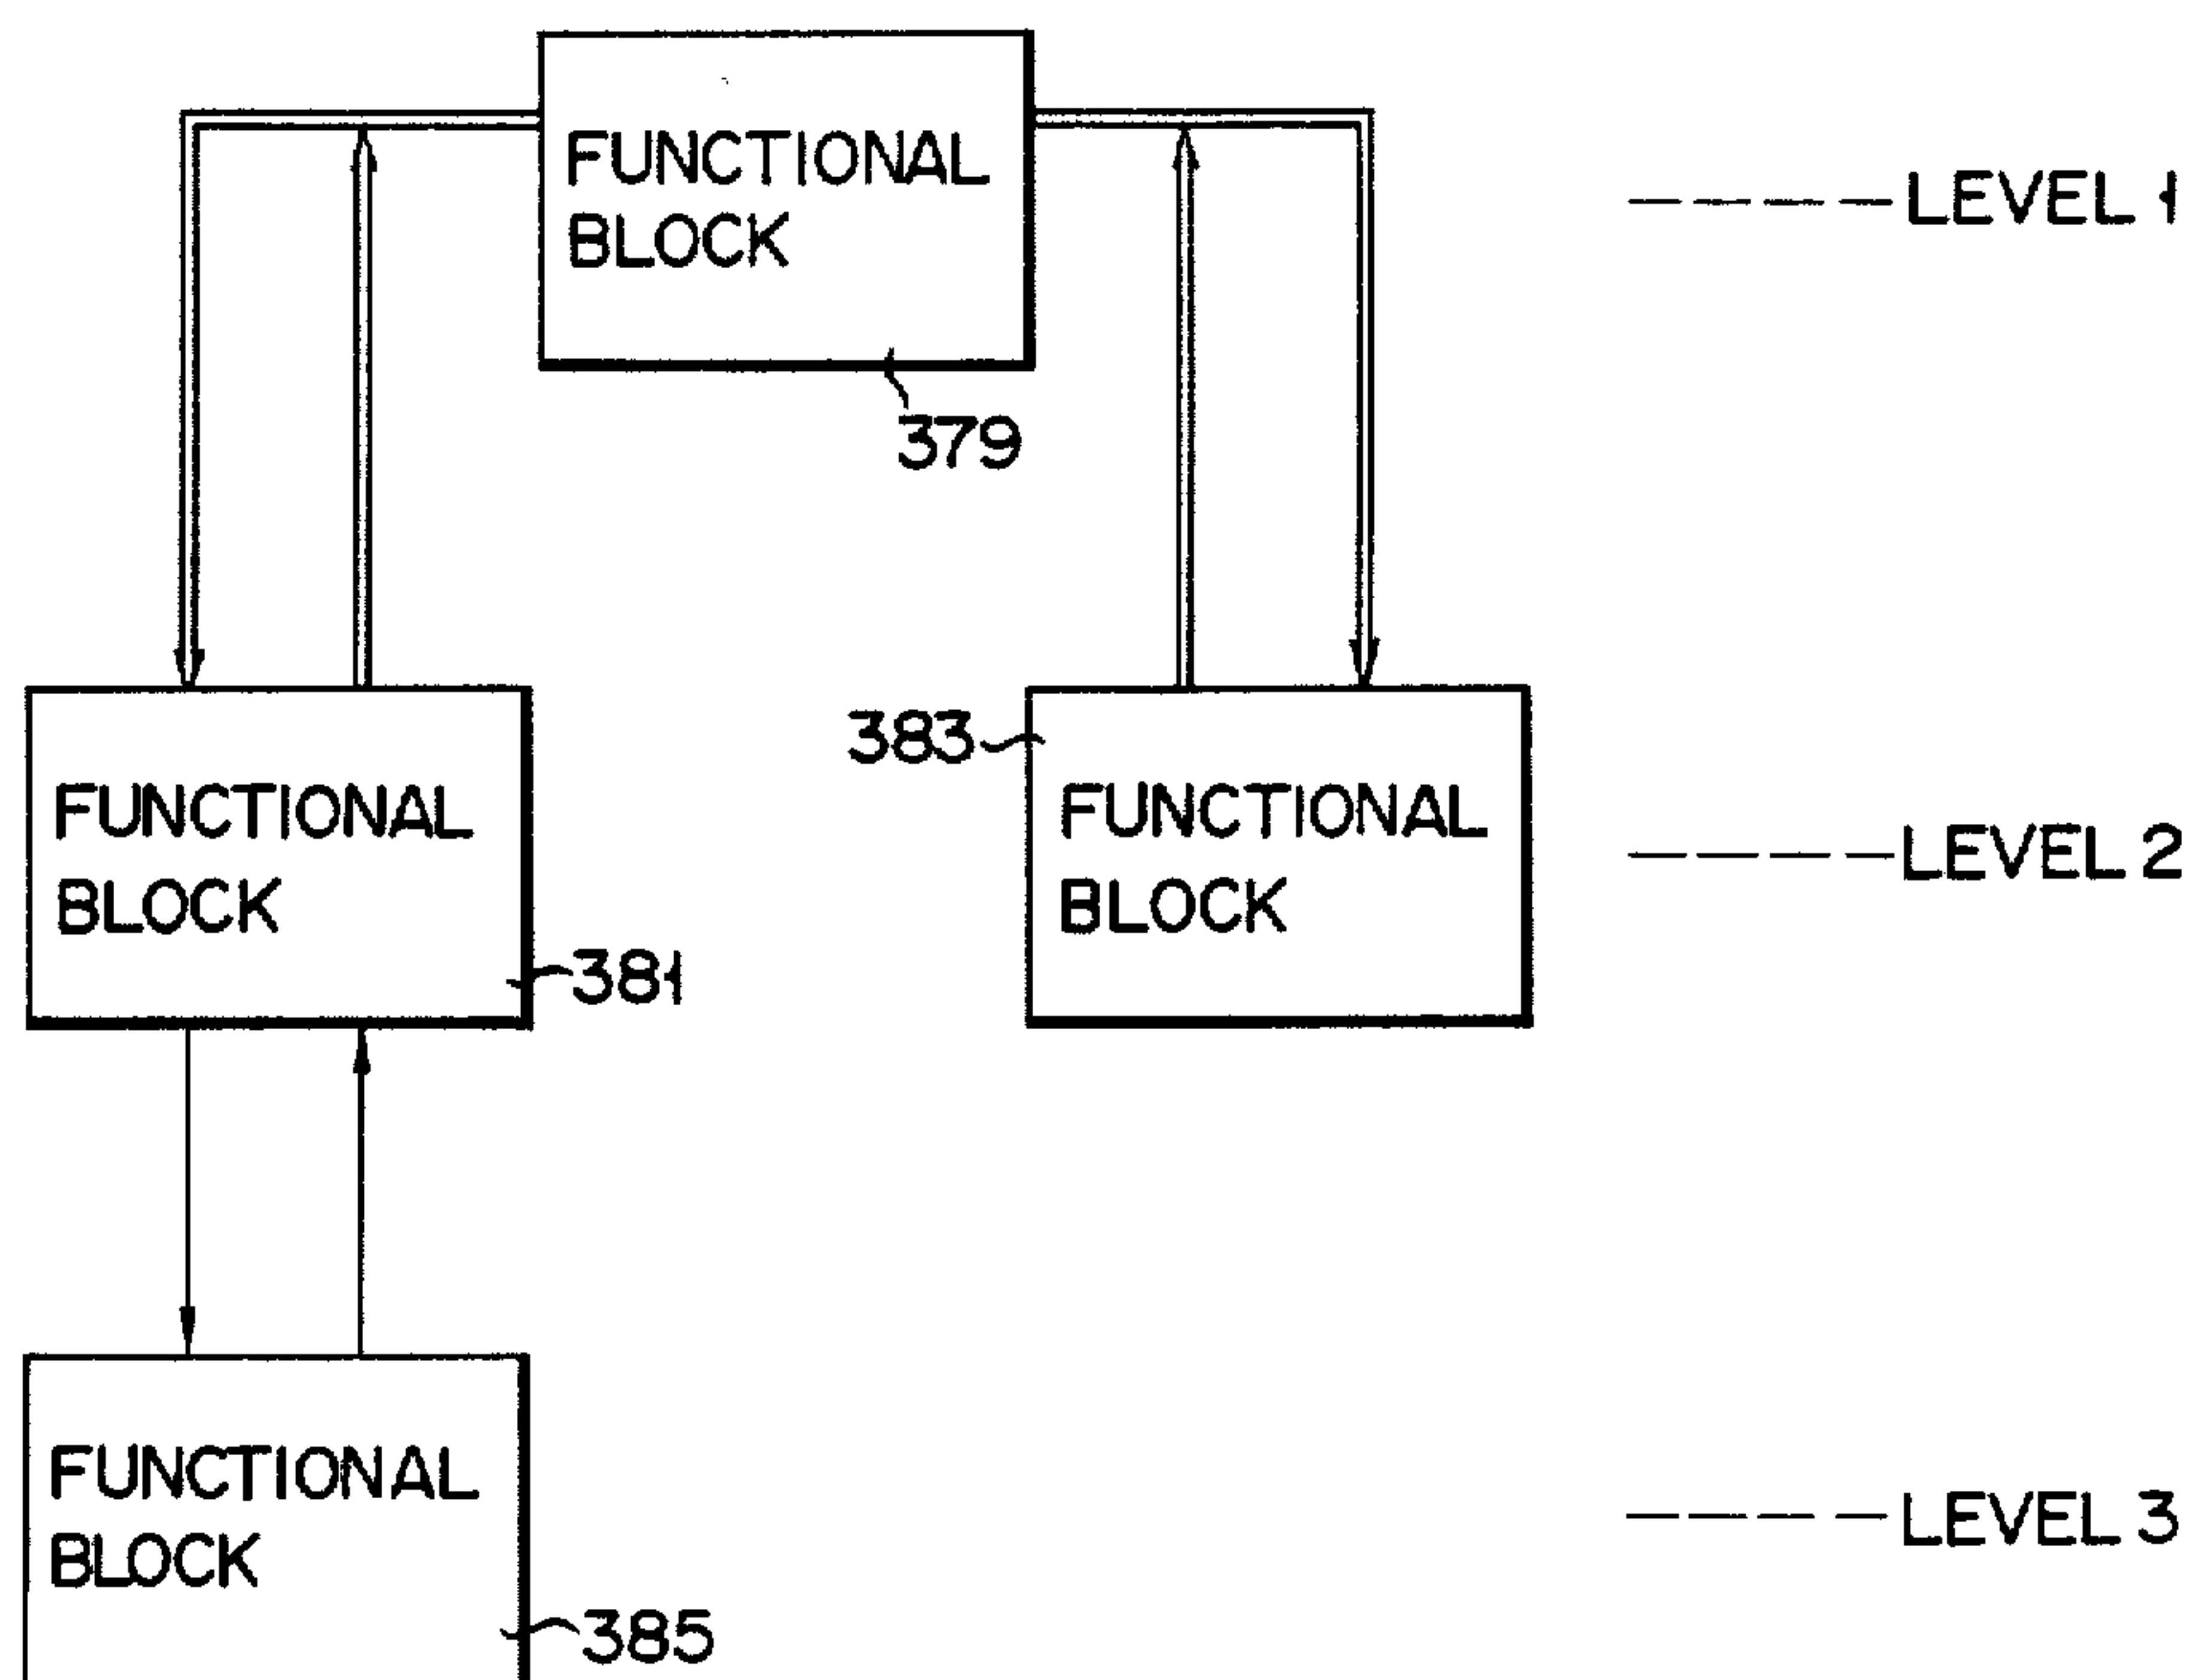 FUNCTIONAL
BLOCK
LEVEL 1
379
383
FUNCTIONAL
BLOCK
381
FUNCTIONAL
BLOCK
LEVEL 2
FUNCTIONAL
BLOCK
385
LEVEL 3